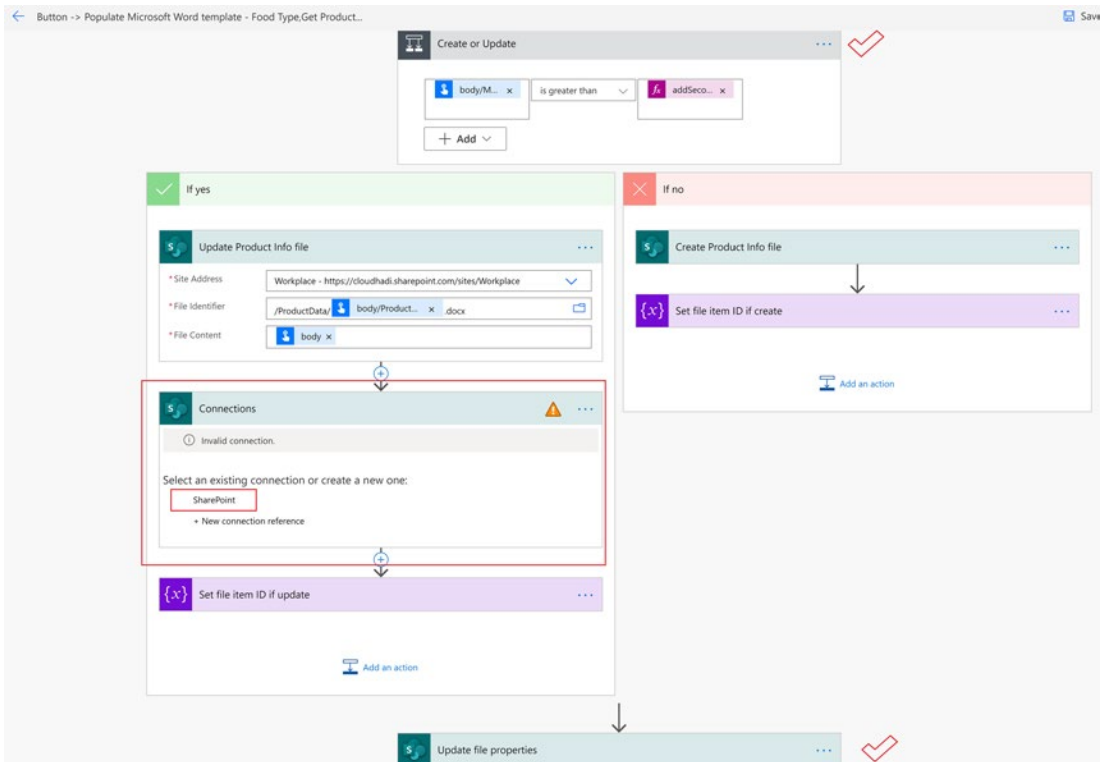 Button -> Populate Microsoft Word template - Food Type,Get Product...
Save
Create or Update
body/M... x
is greater than
addSeco... x
+ Add
If yes
If no
Update Product Info file
* Site Address
Workplace - https://cloudhadi.sharepoint.com/sites/Workplace
* File Identifier
/ProductData/ body/Product... x .docx
* File Content
body x
Create Product Info file
{x} Set file item ID if create
Add an action
Connections
Invalid connection.
Select an existing connection or create a new one:
SharePoint
+ New connection reference
{x} Set file item ID if update
Add an action
Update file properties